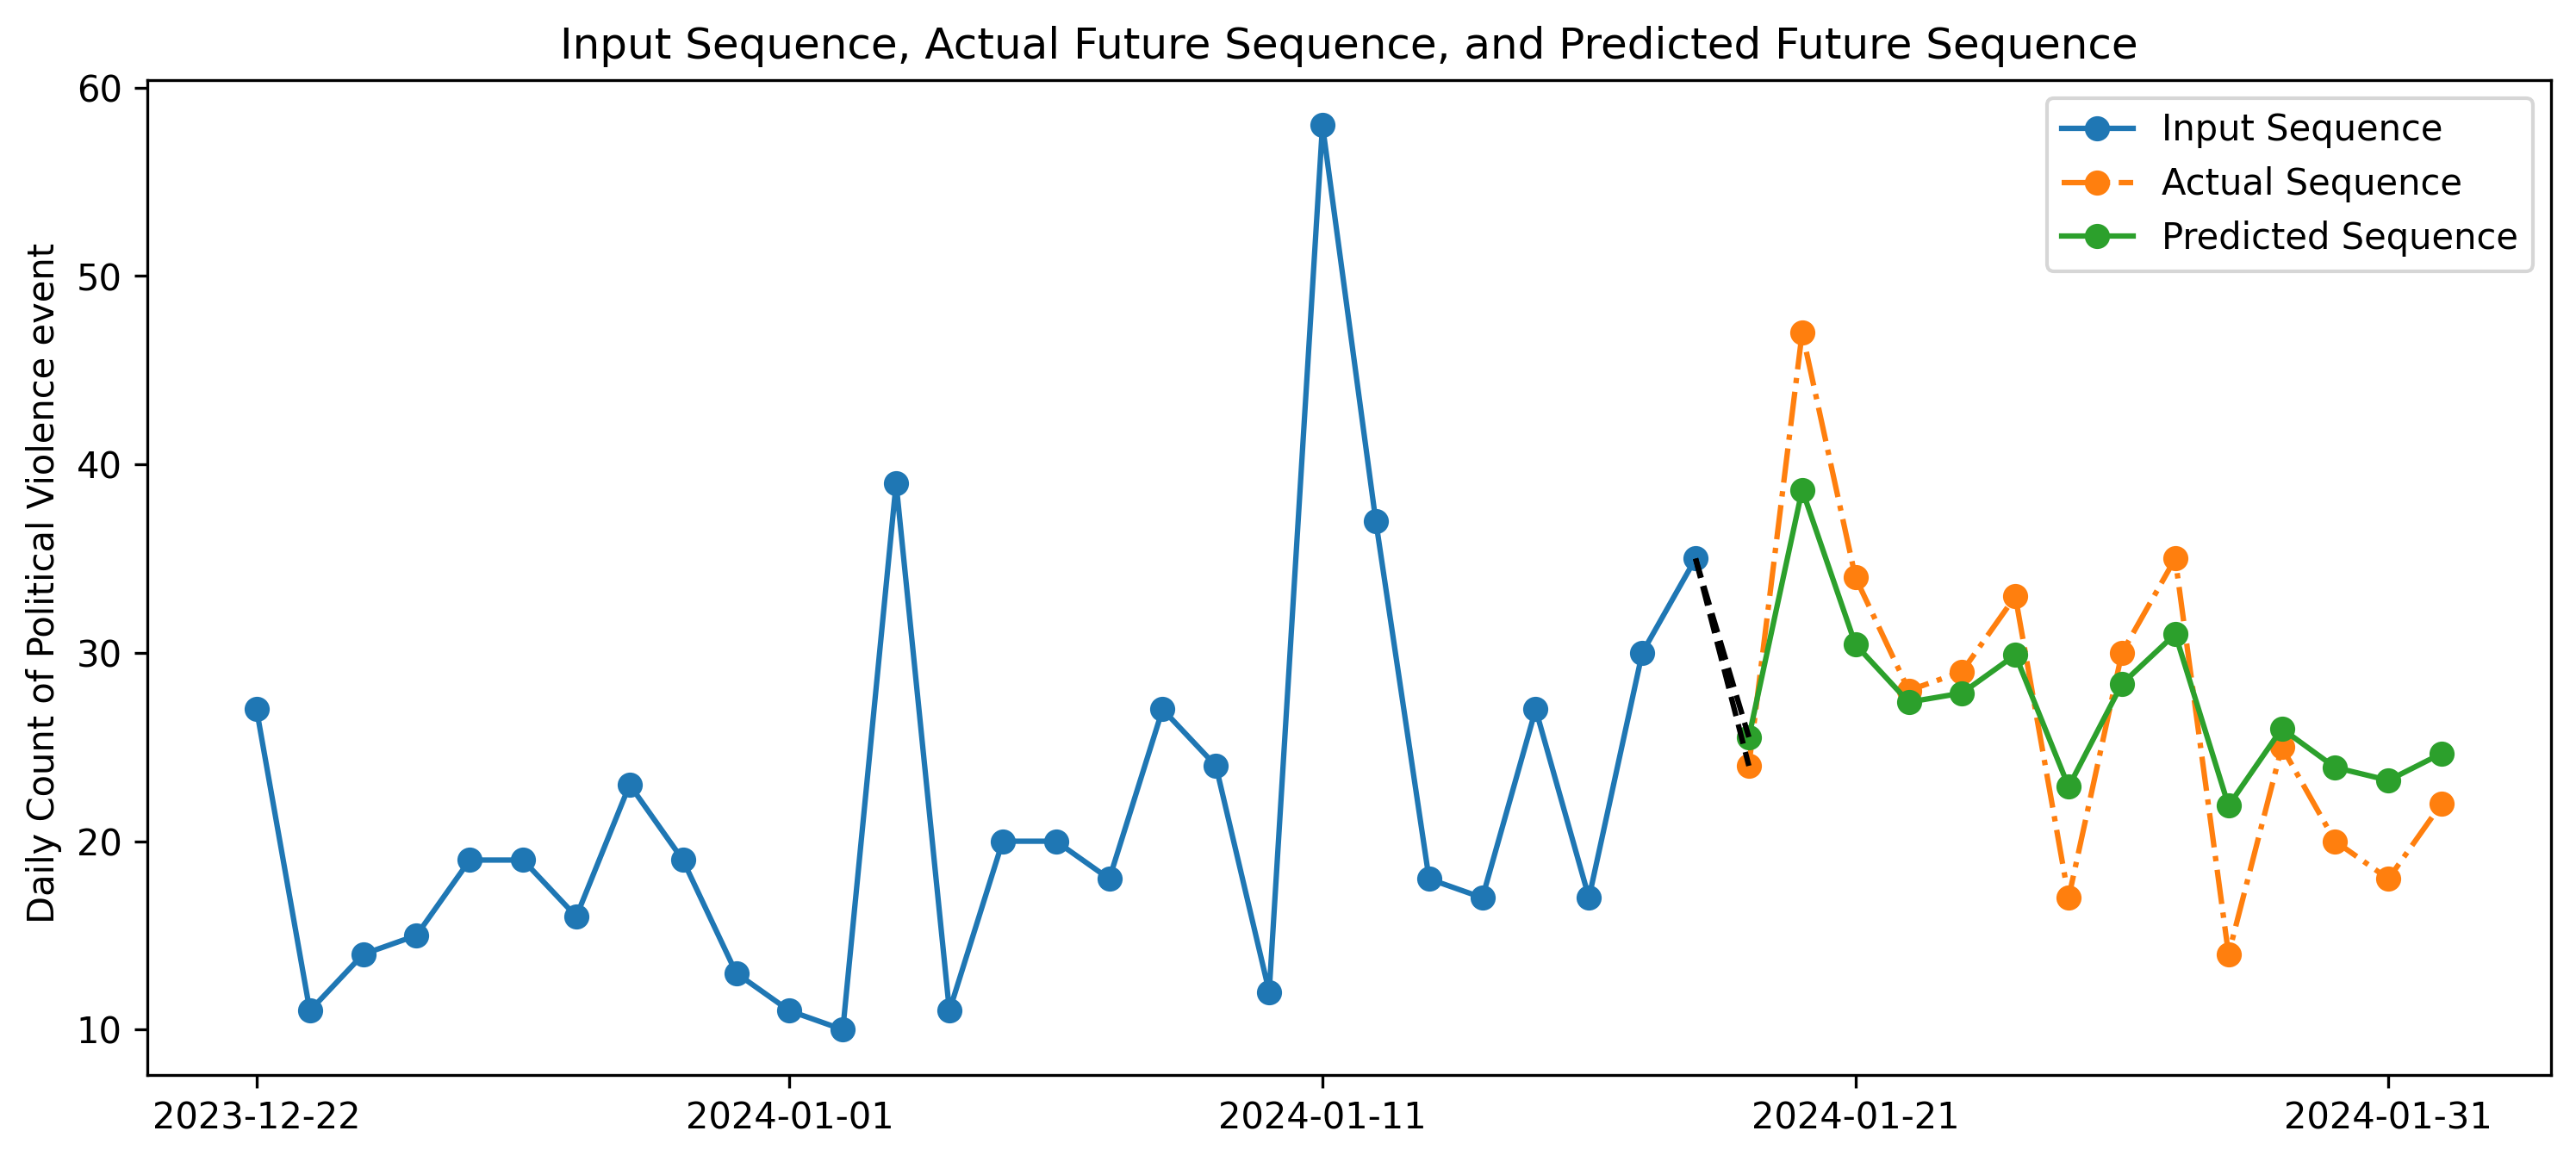 Input Sequence, Actual Future Sequence, and Predicted Future Sequence
Daily Count of Political Violence event
60
50
40
30
20
10
Input Sequence
Actual Sequence
Predicted Sequence
2023-12-22
2024-01-01
2024-01-11
2024-01-21
2024-01-31